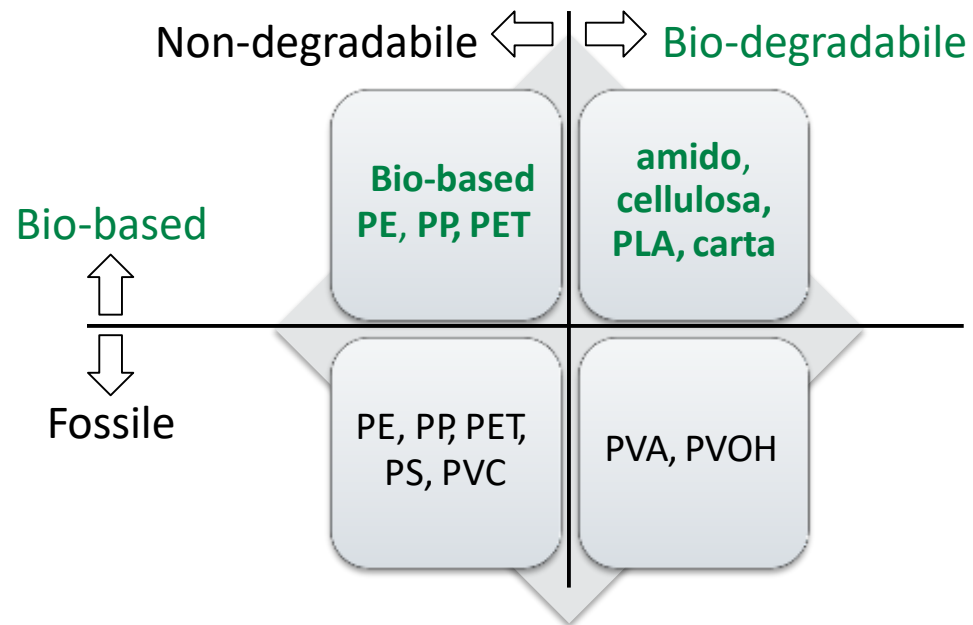 Non-degradabile
Bio-degradabile
Bio-based
PE, PP, PET
amido,
cellulosa,
PLA, carta
Bio-based
Fossile
PE, PP, PET,
PS, PVC
PVA, PVOH